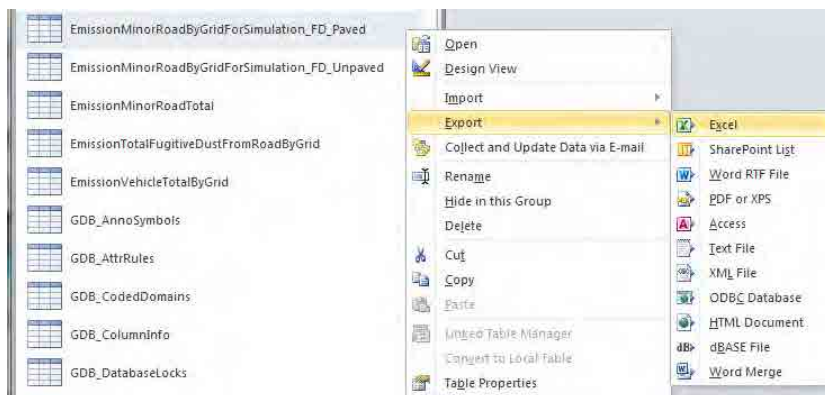 EmissionMinorRoadByGridForSimulation_FD_Paved
EmissionMinorRoadByGridForSimulation_FD_Unpaved
EmissionMinorRoadTotal
EmissionTotalFugitiveDustFromRoadByGrid
EmissionVehicleTotalByGrid
GDB_AnnoSymbols
GDB_AttrRules
GDB_CodedDomains
GDB_ColumnInfo
GDB_DatabaseLocks
Open
Design View
Import
Export
Collect and Update Data via E-mail
Rename
Hide in this Group
Delete
Cut
Copy
Paste
Linked Table Manager
Convert to Local Table
Table Properties
Excel
SharePoint List
Word RTF File
PDF or XPS
Access
Text File
XML File
ODBC Database
HTML Document
dBASE File
Word Merge